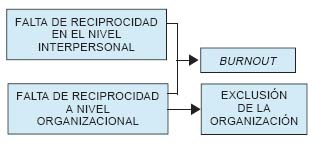 FALTA DE RECIPROCIDAD
EN EL NIVEL
INTERPERSONAL
BURNOUT
FALTA DE RECIPROCIDAD
A NIVEL
ORGANIZACIONAL
EXCLUSIÓN
DE LA
ORGANIZACIÓN